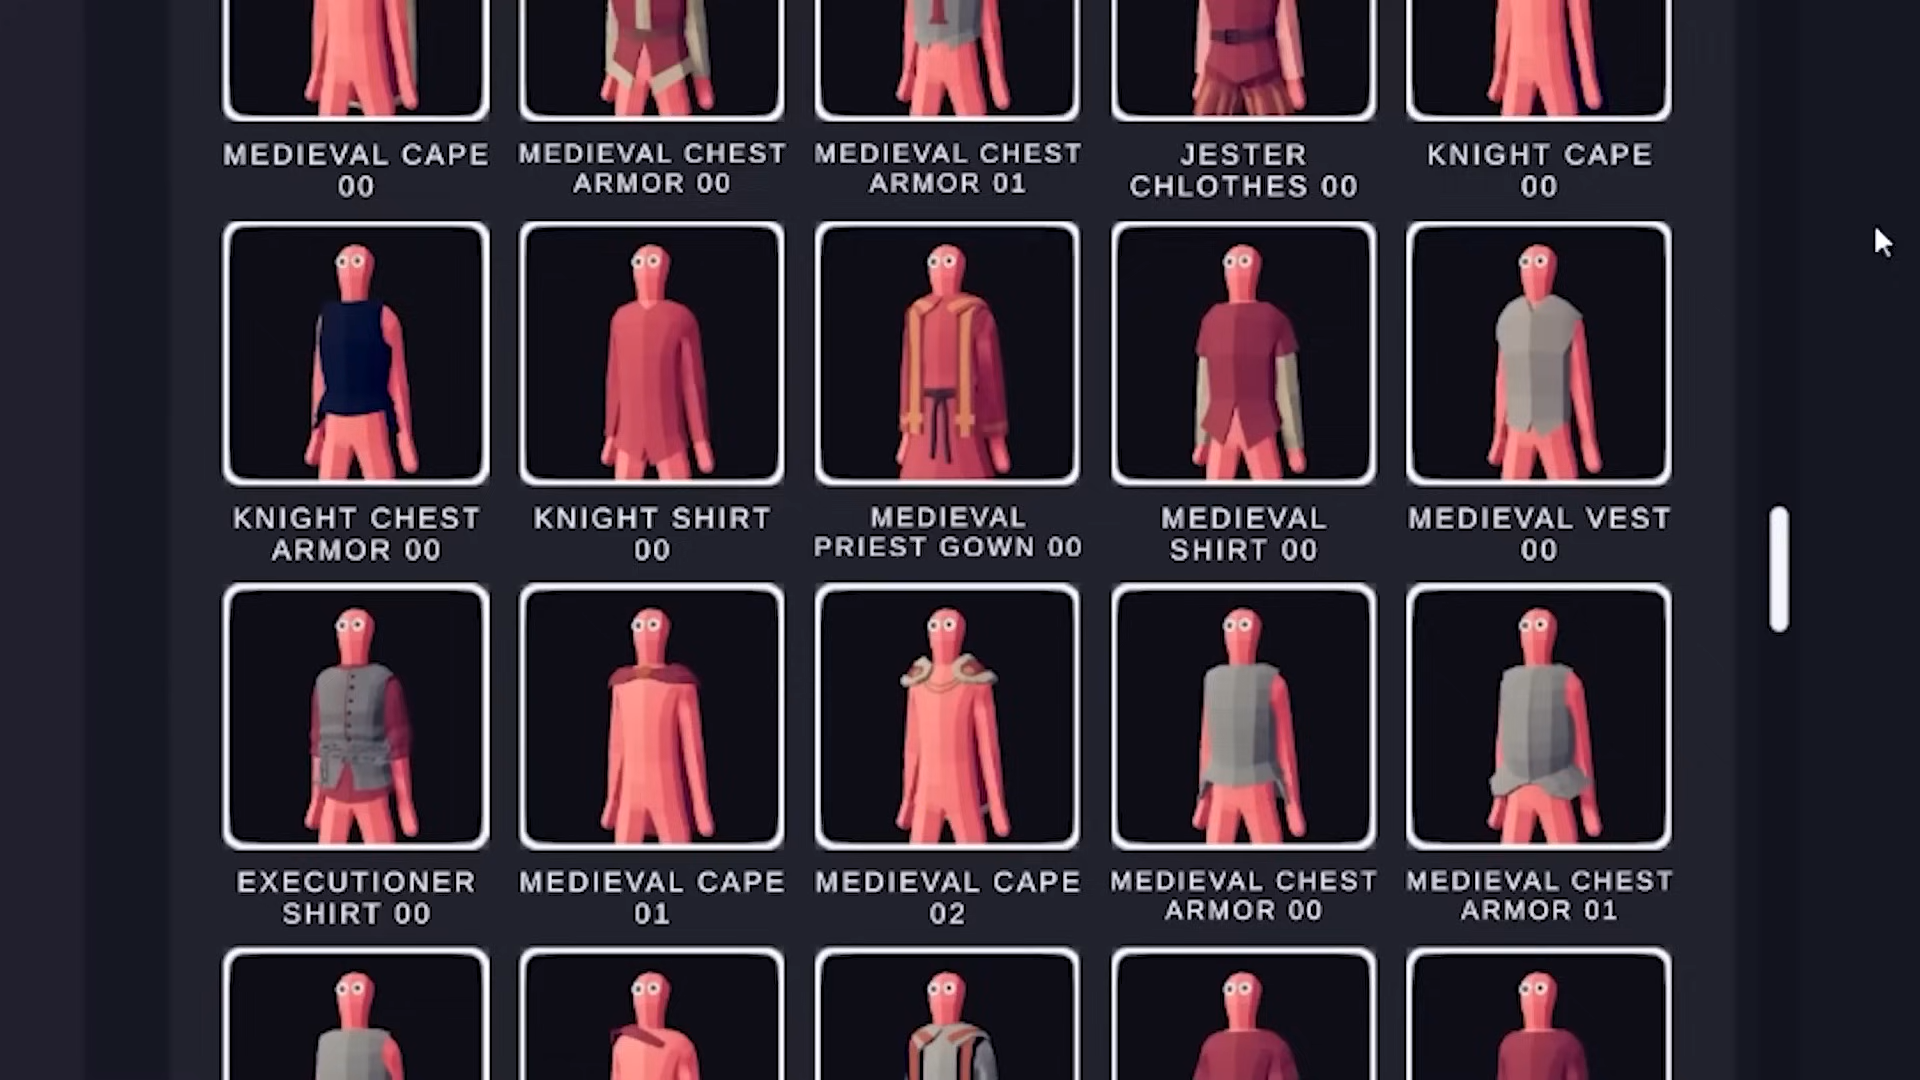 MEDIEVAL CAPE
00
MEDIEVAL CHEST
ARMOR 00
MEDIEVAL CHEST
ARMOR 01
JESTER
CHLOTHES 00
KNIGHT CAPE
00
KNIGHT CHEST
ARMOR 00
KNIGHT SHIRT
00
MEDIEVAL
PRIEST GOWN 00
MEDIEVAL
SHIRT 00
MEDIEVAL VEST
00
EXECUTIONER
SHIRT 00
MEDIEVAL CAPE
01
MEDIEVAL CAPE
02
MEDIEVAL CHEST
ARMOR 00
MEDIEVAL CHEST
ARMOR 01